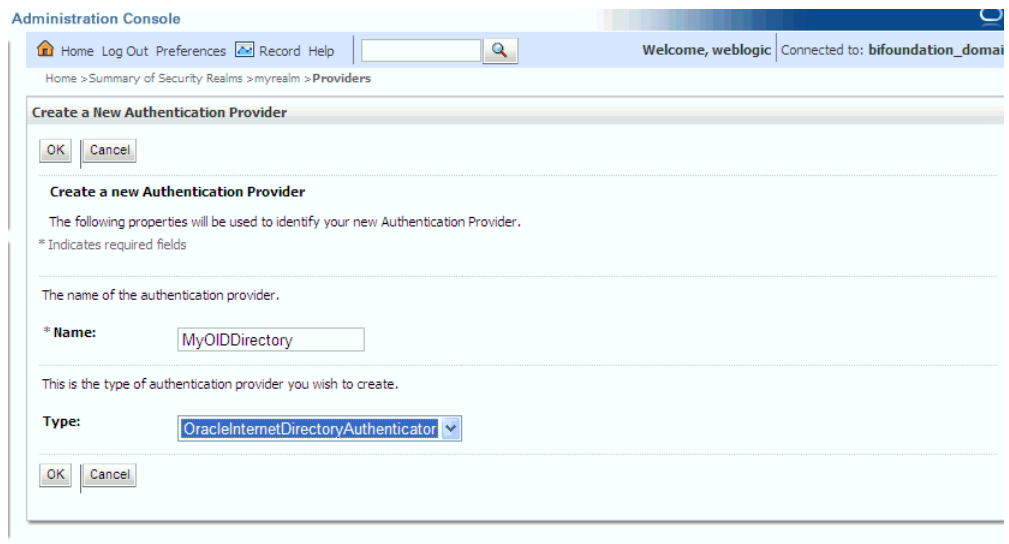 Administration Console
Home Log Out Preferences Record Help
Welcome, weblogic Connected to: bifoundation_domai
Home >Summary of Security Realms >myrealm >Providers
Create a New Authentication Provider
OK Cancel
Create a new Authentication Provider
The following properties will be used to identify your new Authentication Provider.
* Indicates required fields
The name of the authentication provider.
* Name: MyOIDDirectory
This is the type of authentication provider you wish to create.
Type: OracleInternetDirectoryAuthenticator
OK Cancel